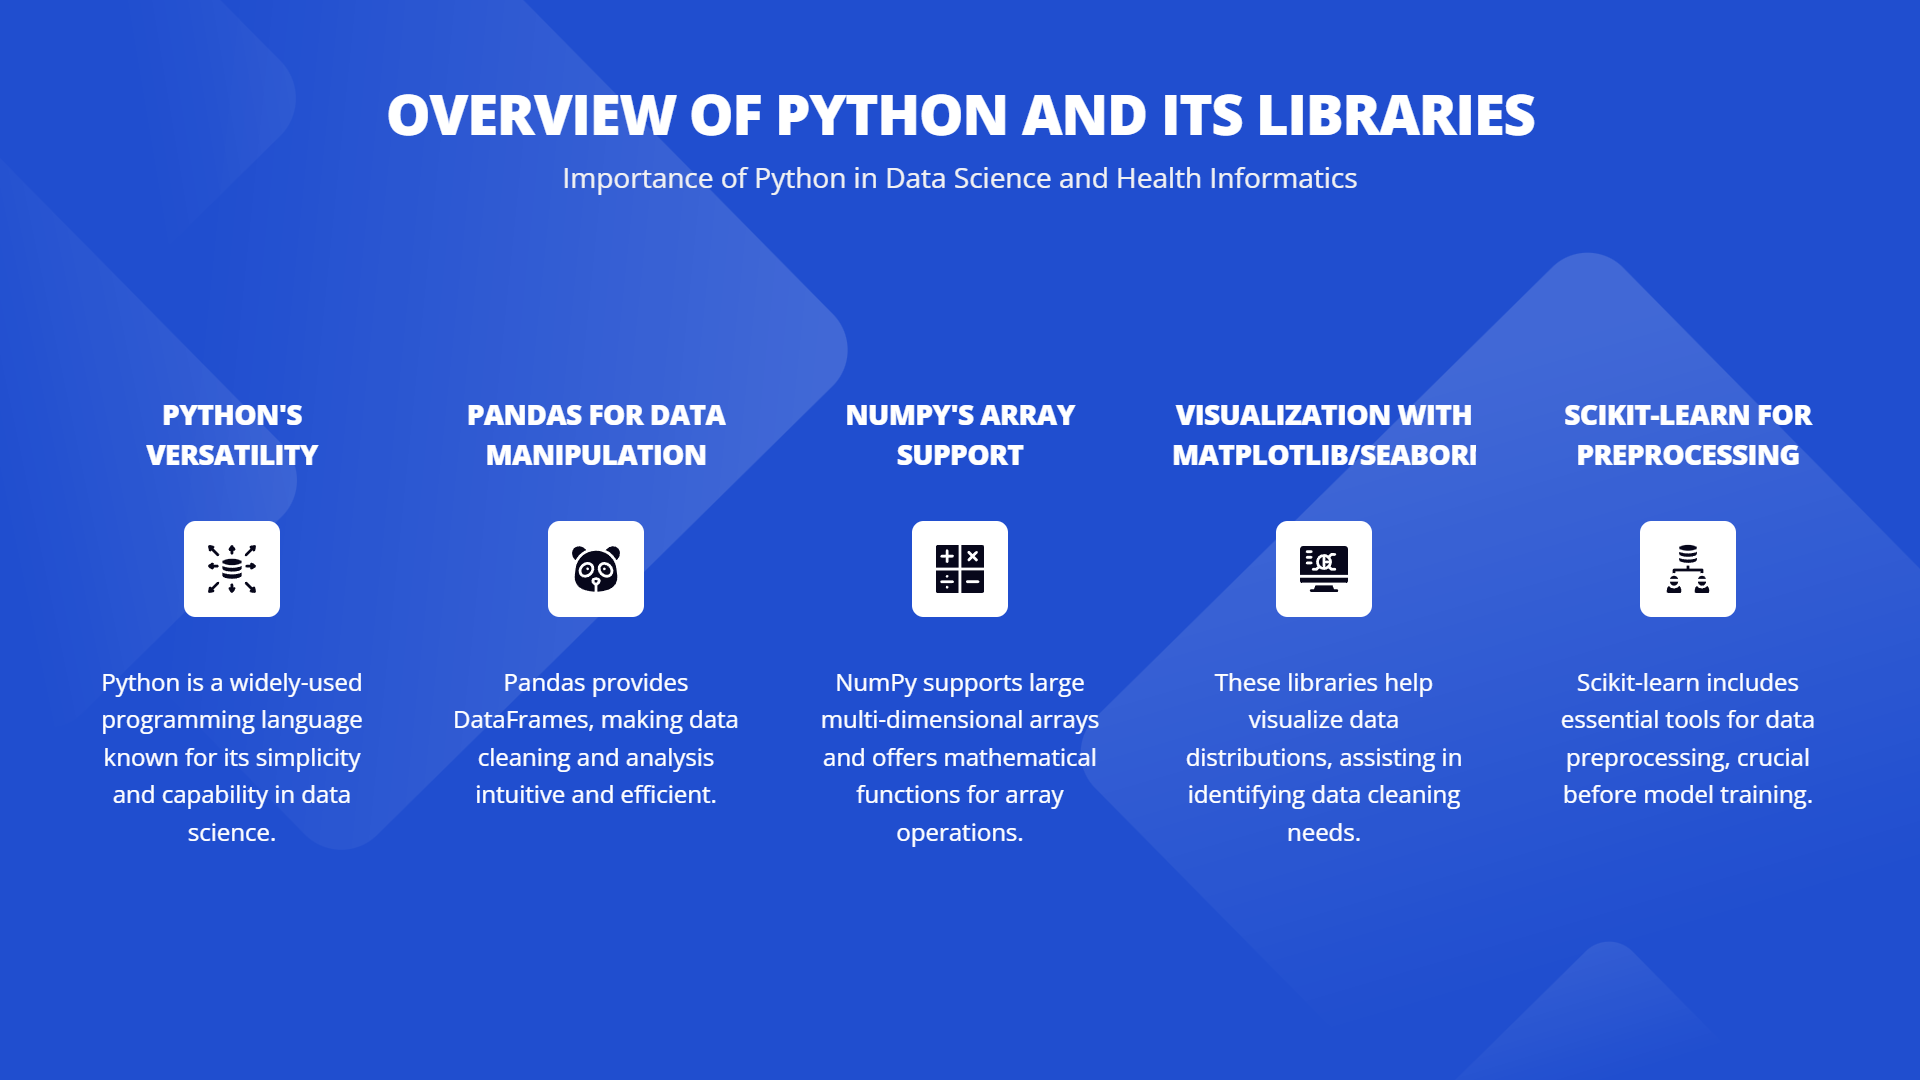 OVERVIEW OF PYTHON AND ITS LIBRARIES
Importance of Python in Data Science and Health Informatics
PYTHON'S
VERSATILITY
Python is a widely-used
programming language
known for its simplicity
and capability in data
science.
PANDAS FOR DATA
MANIPULATION
Pandas provides
DataFrames, making data
cleaning and analysis
intuitive and efficient.
NUMPY'S ARRAY
SUPPORT
NumPy supports large
multi-dimensional arrays
and offers mathematical
functions for array
operations.
VISUALIZATION WITH
MATPLOTLIB/SEABOR
These libraries help
visualize data
distributions, assisting in
identifying data cleaning
needs.
SCIKIT-LEARN FOR
PREPROCESSING
Scikit-learn includes
essential tools for data
preprocessing, crucial
before model training.